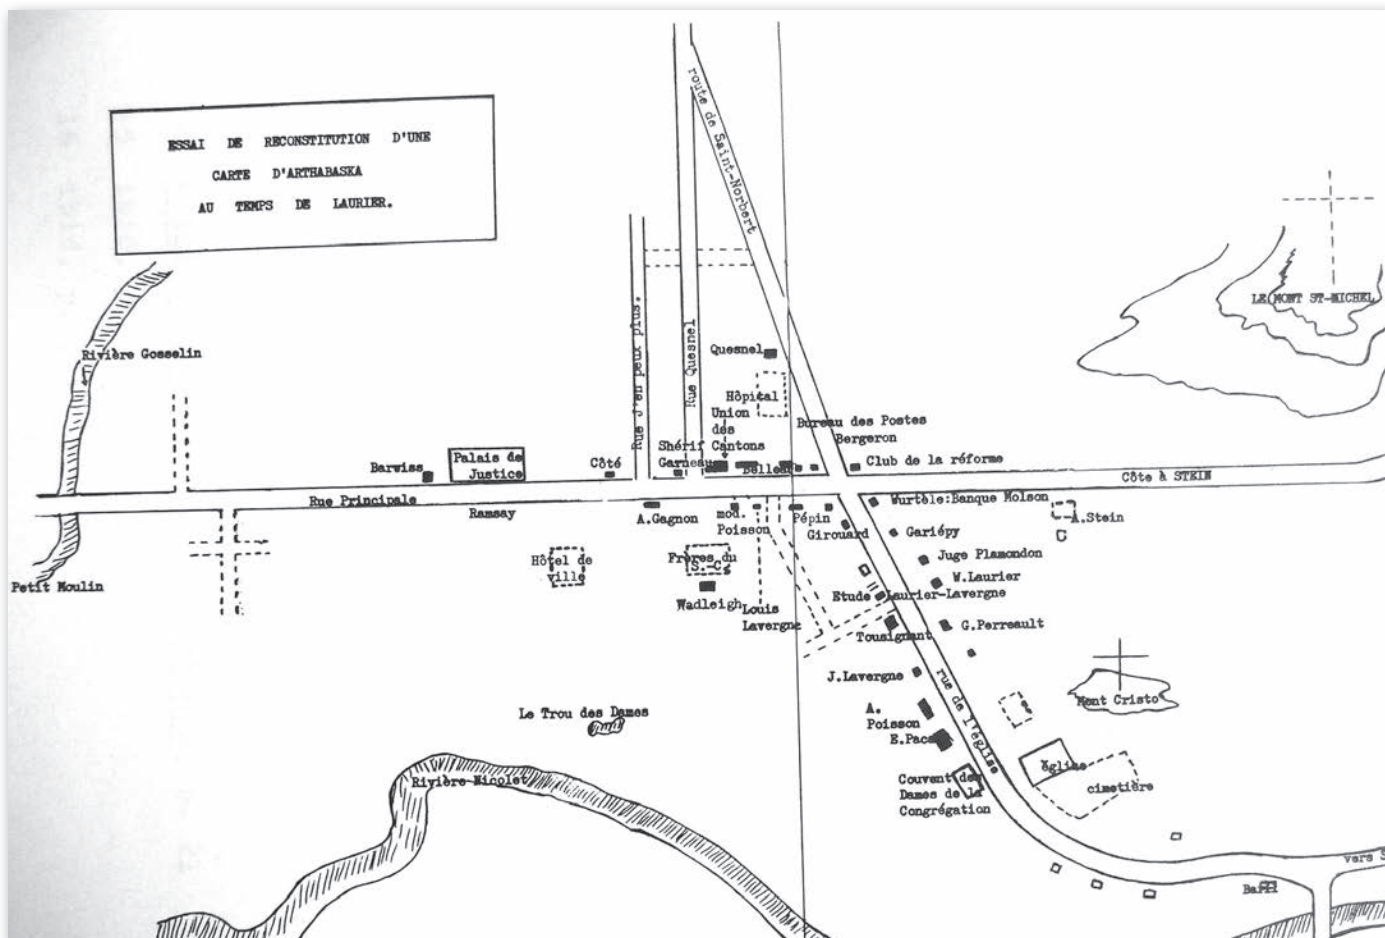 ESSAI DE RECONSTITUTION D'UNE
CARTE D'ARTHABASKA
AU TEMPS DE LAURIER.
route de Saint-Norbert
LE MONT ST-MICHEL
Rivière Gosselin
Rue J'en peux plus.
Rue Quesnel
Quesnel
Hôpital
Union
des
Cantons
Bureau des Postes
Bergeron
Shérif
Garneau
Club de la réforme
Barwiss
Palais de
Justice
Côté
Côte à STEIN
Rue Principale
Ramsay
A.Gagnon
mod.
Poisson
Pépin
Girouard
Wurtele:Banque Molson
A.Stein
Gariépy
Hôtel de
ville
Frères du
S.-C.
Juge Plamondon
Petit Moulin
W.Laurier
Wadleigh
Louis
Lavergne
Etude Laurier-Lavergne
Tousignant
G.Perreault
J.Lavergne
rue de l'église
Mont Cristo
Le Trou des Dames
A.
Poisson
E.Pacaud
Rivière Nicolet
église
Couvent des
Dames de la
Congrégation
cimetière
vers